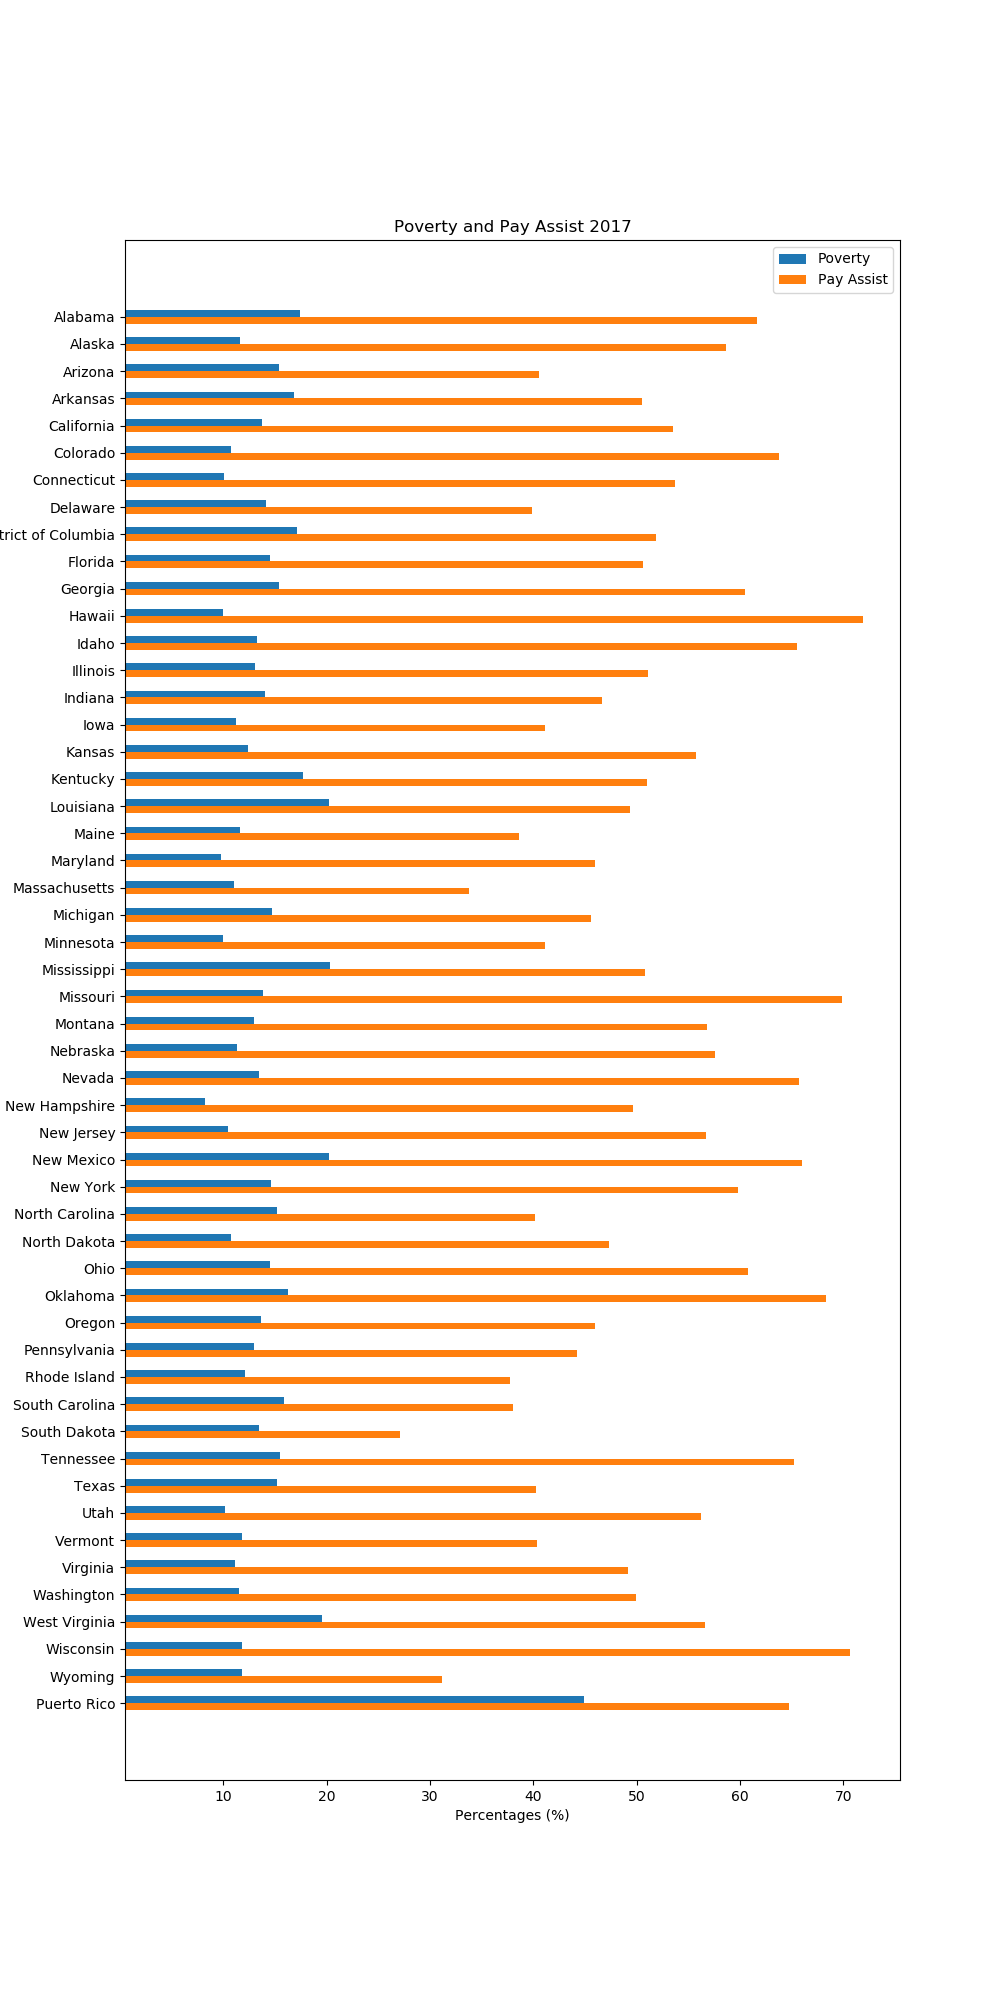 Poverty and Pay Assist 2017
Poverty
Pay Assist
Alabama
Alaska
Arizona
Arkansas
California
Colorado
Connecticut
Delaware
trict of Columbia
Florida
Georgia
Hawaii
Idaho
Illinois
Indiana
Iowa
Kansas
Kentucky
Louisiana
Maine
Maryland
Massachusetts
Michigan
Minnesota
Mississippi
Missouri
Montana
Nebraska
Nevada
New Hampshire
New Jersey
New Mexico
New York
North Carolina
North Dakota
Ohio
Oklahoma
Oregon
Pennsylvania
Rhode Island
South Carolina
South Dakota
Tennessee
Texas
Utah
Vermont
Virginia
Washington
West Virginia
Wisconsin
Wyoming
Puerto Rico
10 20 30 40 50 60 70
Percentages (%)